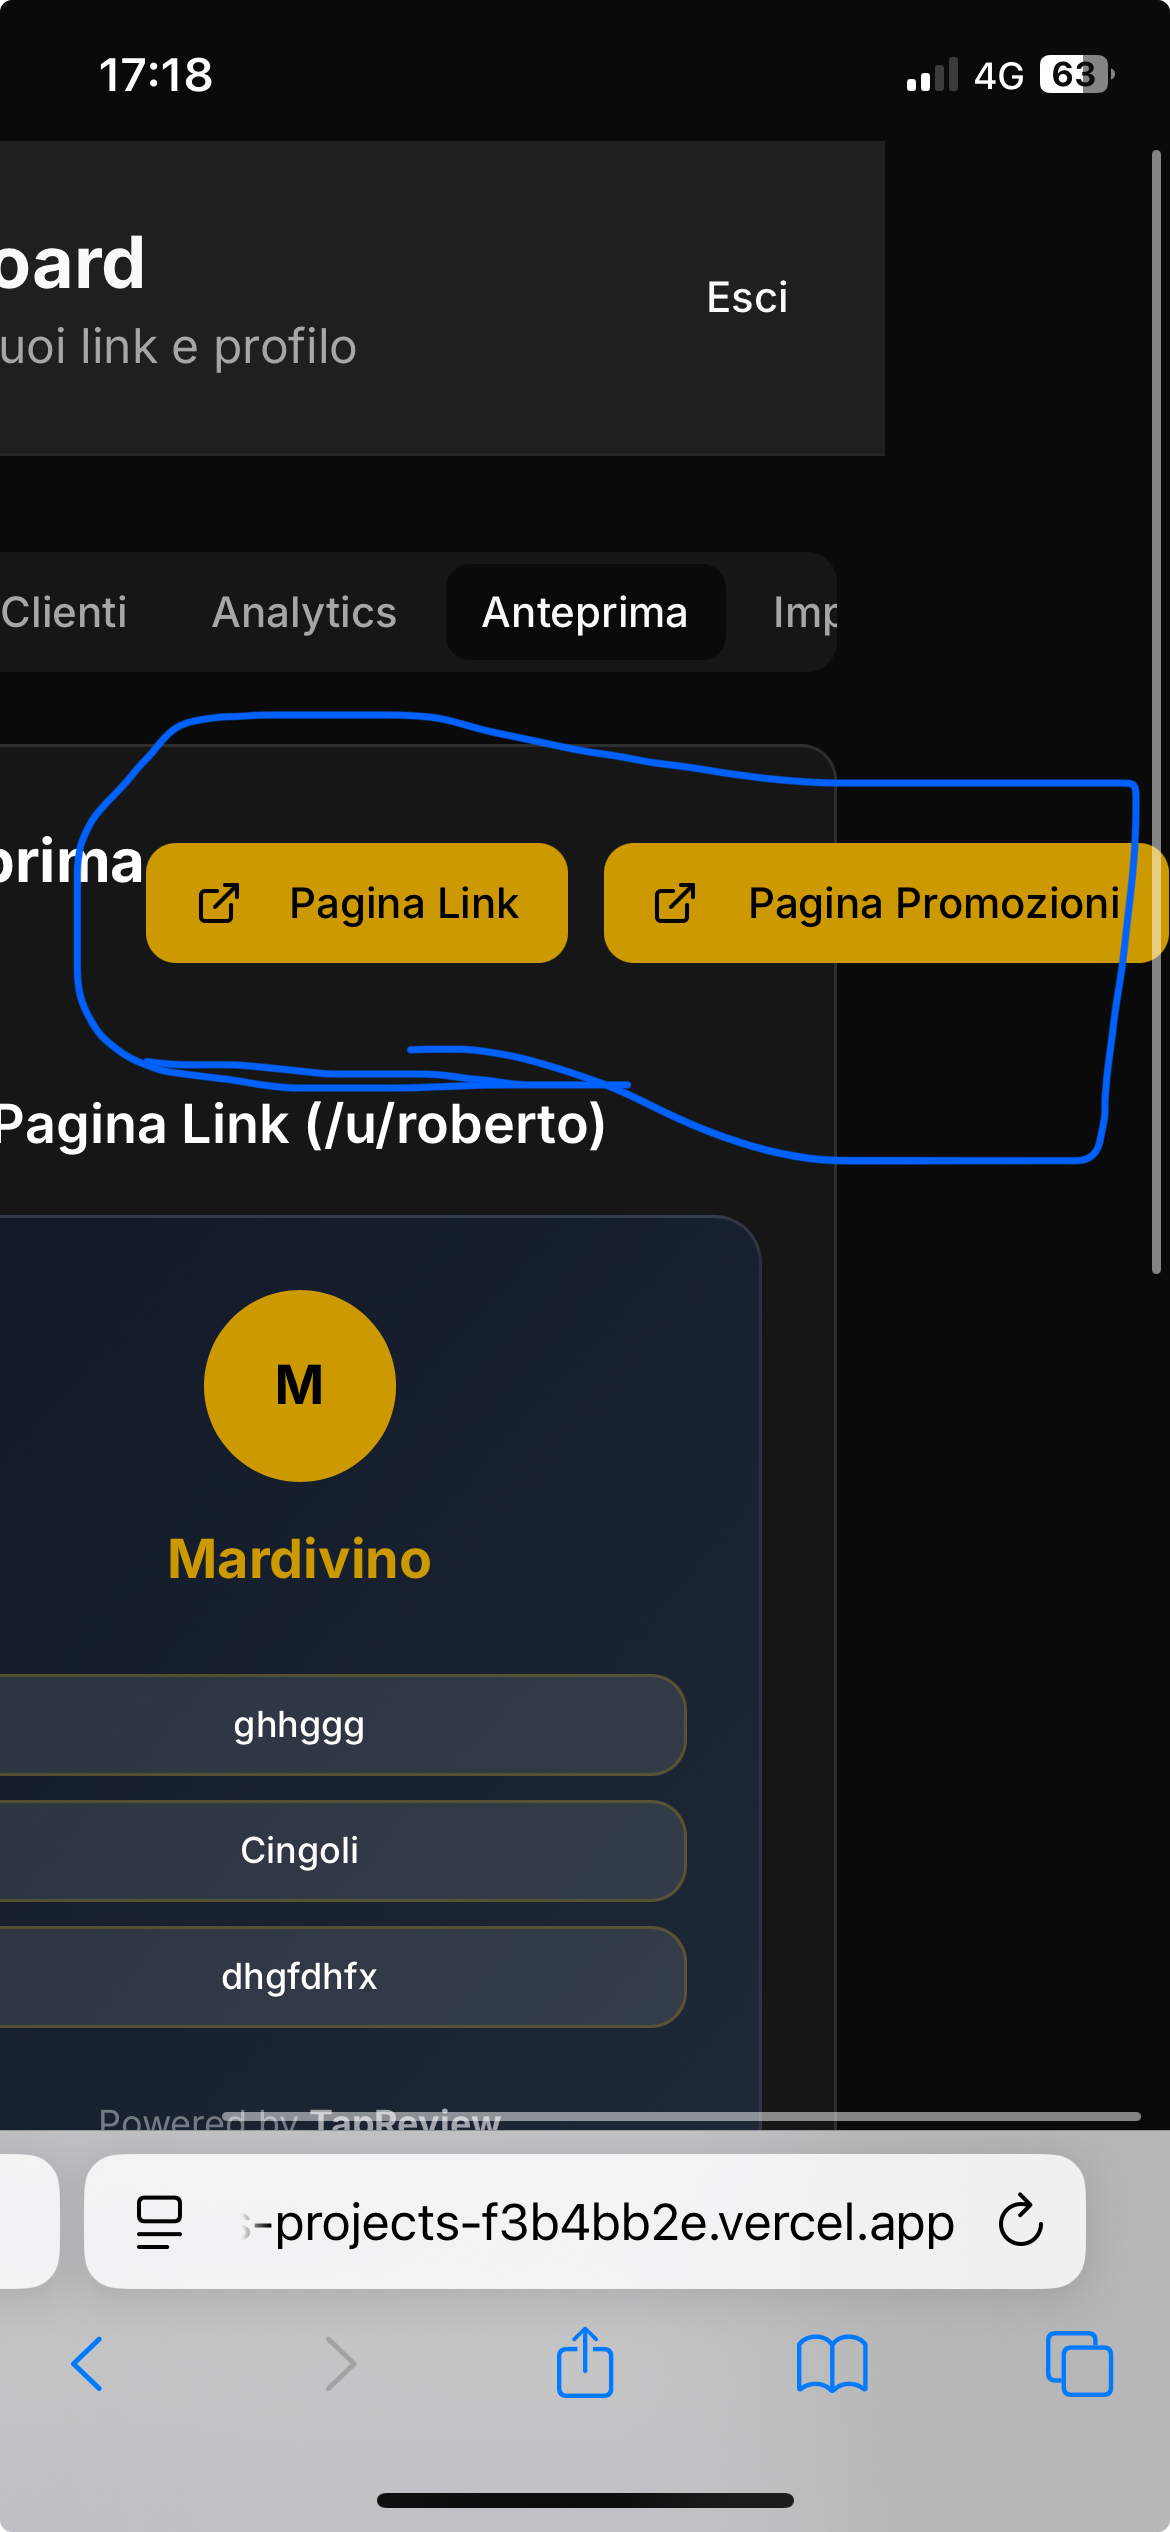 17:18
4G
63
oard
Esci
uoi link e profilo
Clienti
Analytics
Anteprima
Imp
prima
Pagina Link
Pagina Promozioni
Pagina Link (/u/roberto)
M
Mardivino
ghhggg
Cingoli
dhgfdhfx
Powered by TapReview
-projects-f3b4bb2e.vercel.app